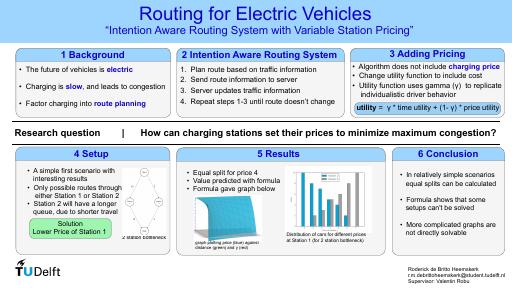 Routing for Electric Vehicles
“Intention Aware Routing System with Variable Station Pricing”
1 Background
• The future of vehicles is electric
• Charging is slow, and leads to congestion
• Factor charging into route planning
2 Intention Aware Routing System
1. Plan route based on traffic information
2. Send route information to server
3. Server updates traffic information
4. Repeat steps 1-3 until route doesn't change
3 Adding Pricing
• Algorithm does not include charging price
• Change utility function to include cost
• Utility function uses gamma (γ) to replicate
individualistic driver behavior
utility = γ * time utility + (1- γ) * price utility
Research question | How can charging stations set their prices to minimize maximum congestion?
4 Setup
• A simple first scenario with
interesting results
• Only possible routes through
either Station 1 or Station 2
• Station 2 will have a longer
queue, due to shorter travel
Solution
Lower Price of Station 1
2 station bottleneck
5 Results
• Equal split for price 4
• Value predicted with formula
• Formula gave graph below
graph plotting price (blue) against
distance (green) and γ (red)
Distribution of cars for different prices
at Station 1 (for 2 station bottleneck)
6 Conclusion
• In relatively simple scenarios
equal splits can be calculated
• Formula shows that some
setups can't be solved
• More complicated graphs are
not directly solvable
TUDelft
Roderick de Britto Heemskerk
r.m.debrittoheemskerk@student.tudelft.nl
Supervisor: Valentin Robu